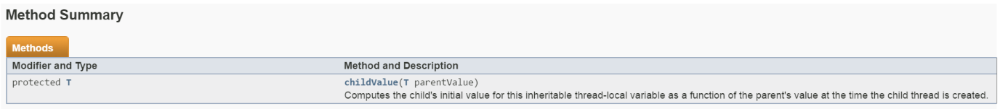 Method Summary
Methods
Modifier and Type Method and Description
protected T childValue(T parentValue)
Computes the child's initial value for this inheritable thread-local variable as a function of the parent's value at the time the child thread is created.